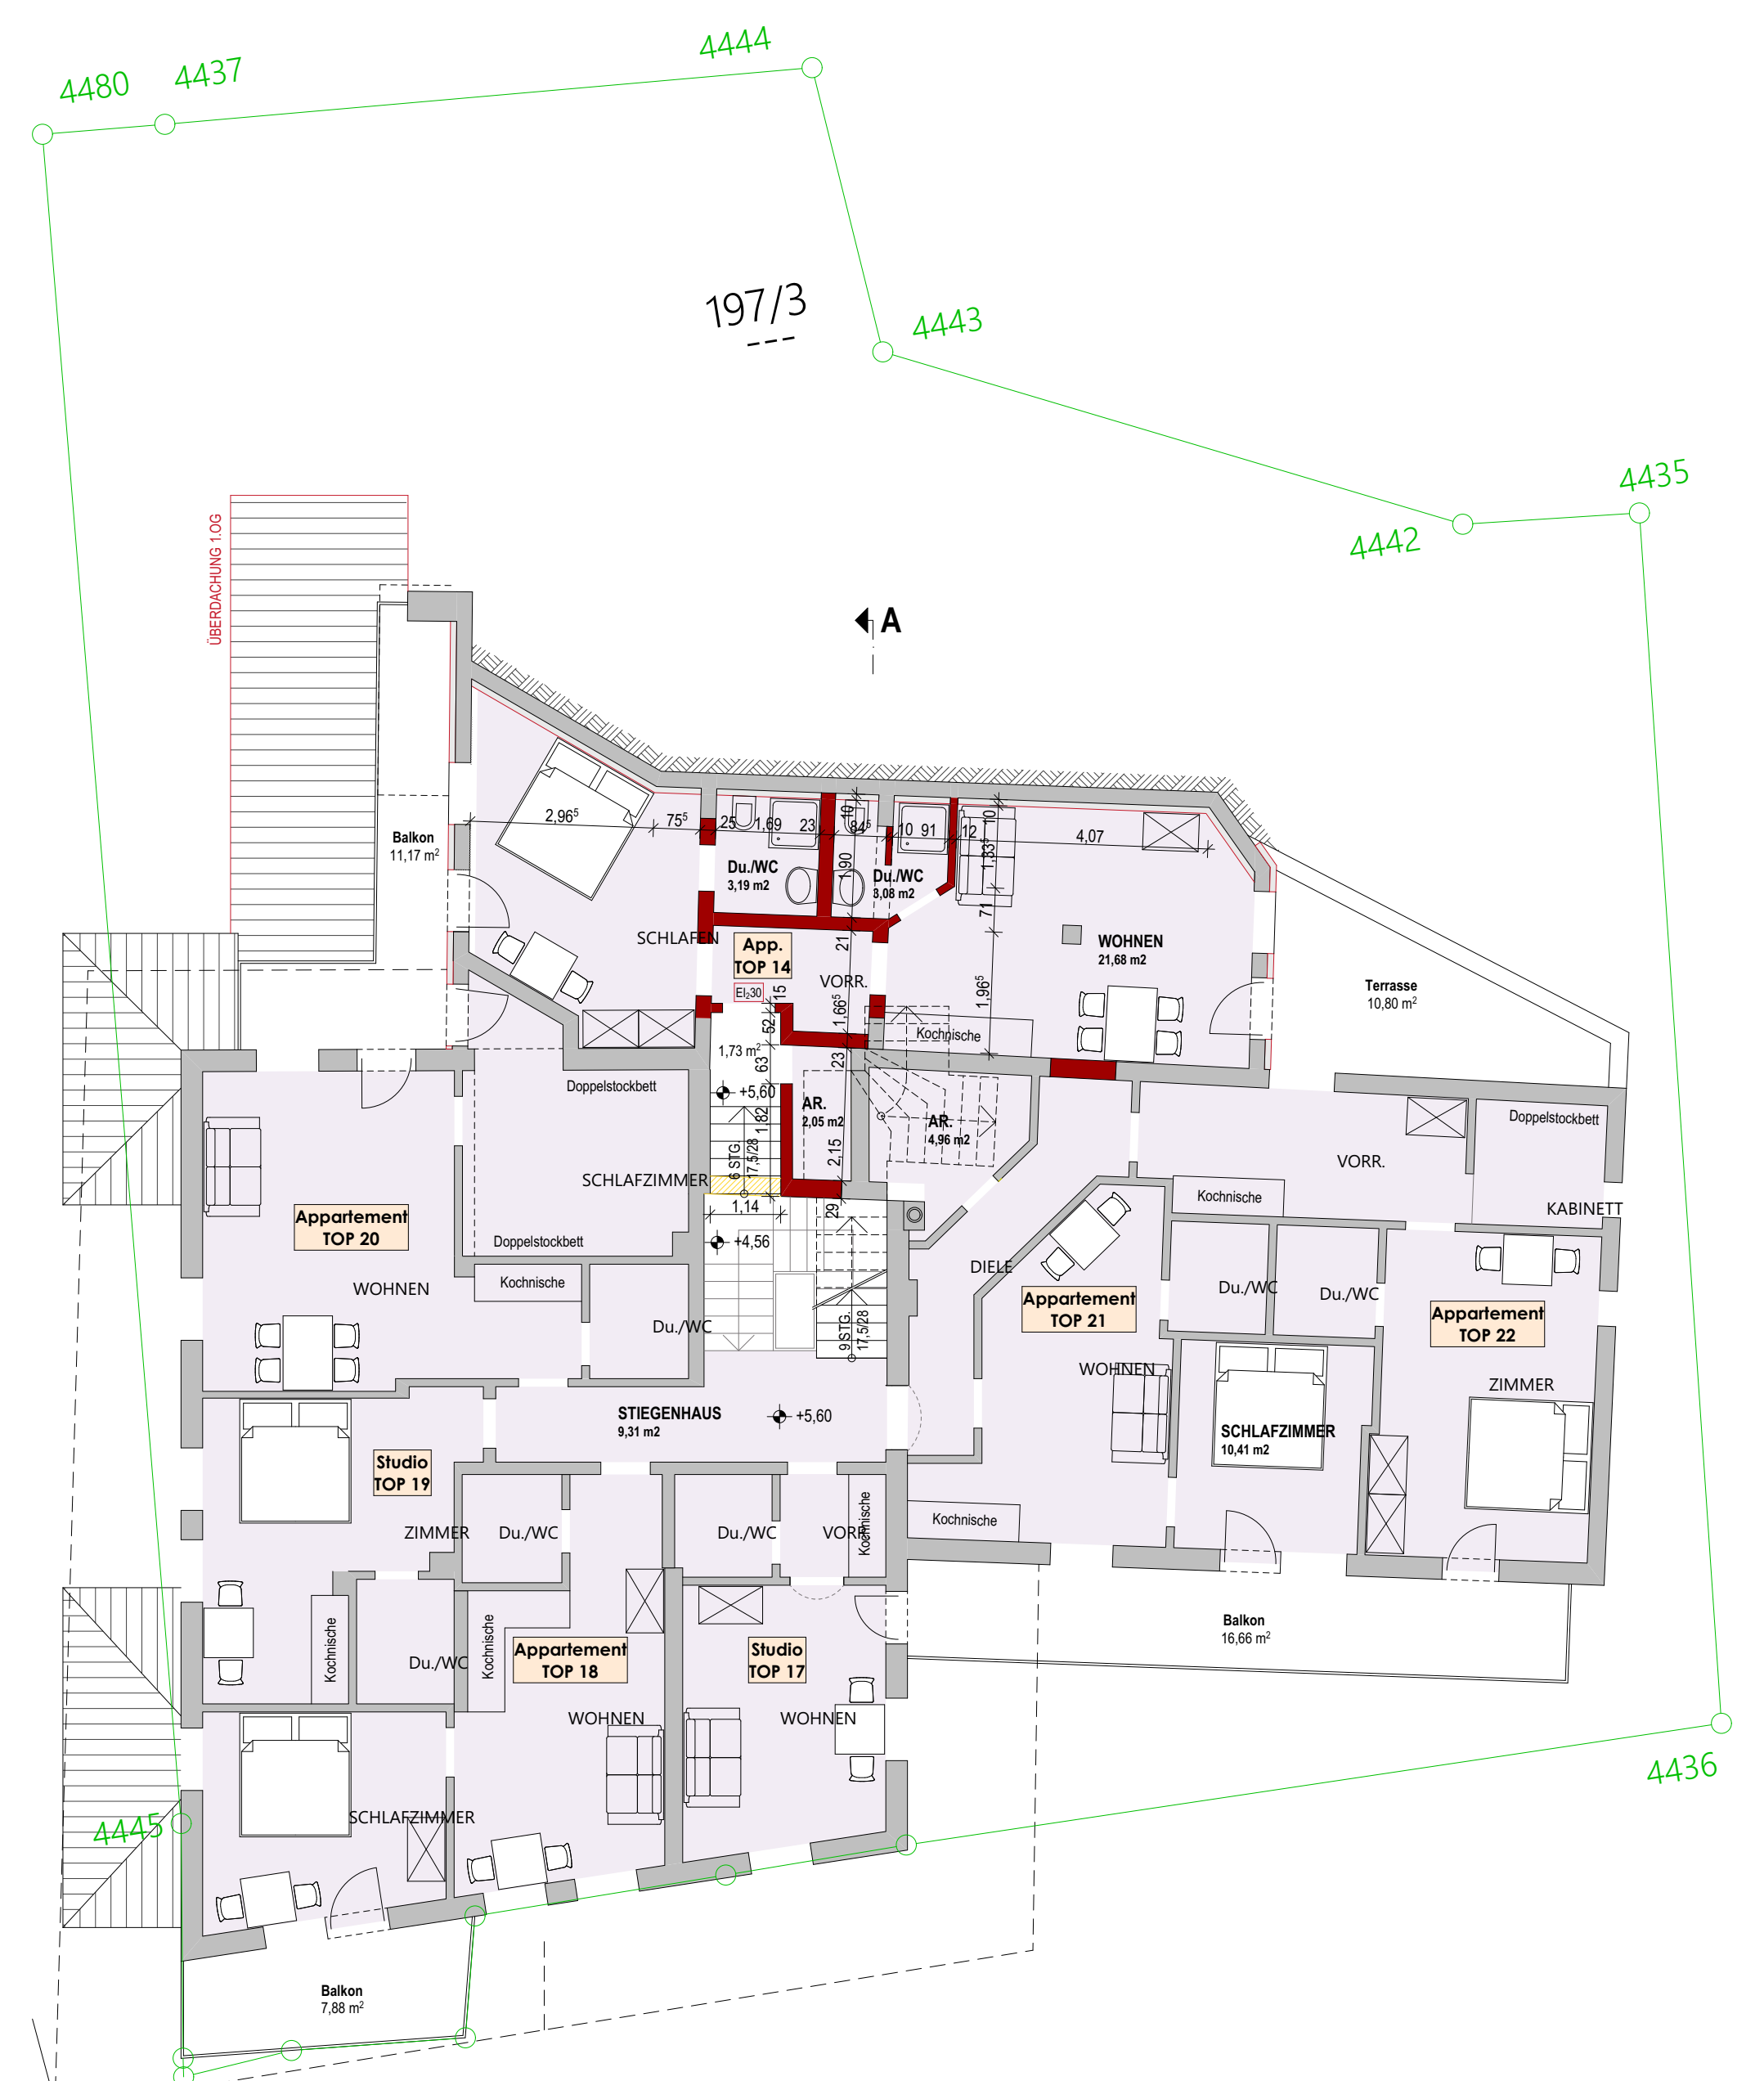 4480
4437
4444
197/3
4443
4435
4442
ÜBERDACHUNG 1.OG
A
Balkon
11,17 m²
2,96⁵
75⁵
25
1,69
23
10
84⁵
10
91
12
10
1,33⁵
4,07
Du./WC
3,19 m2
1,90
Du./WC
3,08 m2
71
SCHLAFEN
App.
TOP 14
21
VORR.
WOHNEN
21,68 m2
EI₂30
15
1,66⁵
1,96⁵
Terrasse
10,80 m²
52
Kochnische
1,73 m²
63
23
Doppelstockbett
+5,60
AR.
2,05 m2
1,82
AR.
4,96 m2
Doppelstockbett
6 STG.
17,5/28
2,15
VORR.
SCHLAFZIMMER
Kochnische
1,14
29
KABINETT
Appartement
TOP 20
Doppelstockbett
+4,56
DIELE
WOHNEN
Kochnische
Du./WC
Du./WC
Appartement
TOP 21
Appartement
TOP 22
Du./WC
9 STG.
17,5/28
WOHNEN
ZIMMER
STIEGENHAUS
9,31 m2
+5,60
SCHLAFZIMMER
10,41 m2
Studio
TOP 19
ZIMMER
Du./WC
Du./WC
VORR.
Kochnische
Kochnische
Kochnische
Du./WC
Kochnische
Appartement
TOP 18
Studio
TOP 17
Balkon
16,66 m²
WOHNEN
WOHNEN
4436
SCHLAFZIMMER
4445
Balkon
7,88 m²